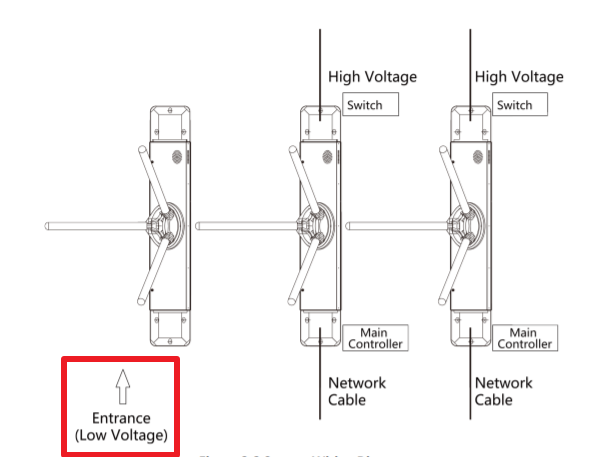 High Voltage
High Voltage
Switch
Switch
Main
Controller
Main
Controller
Network
Cable
Network
Cable
Entrance
(Low Voltage)